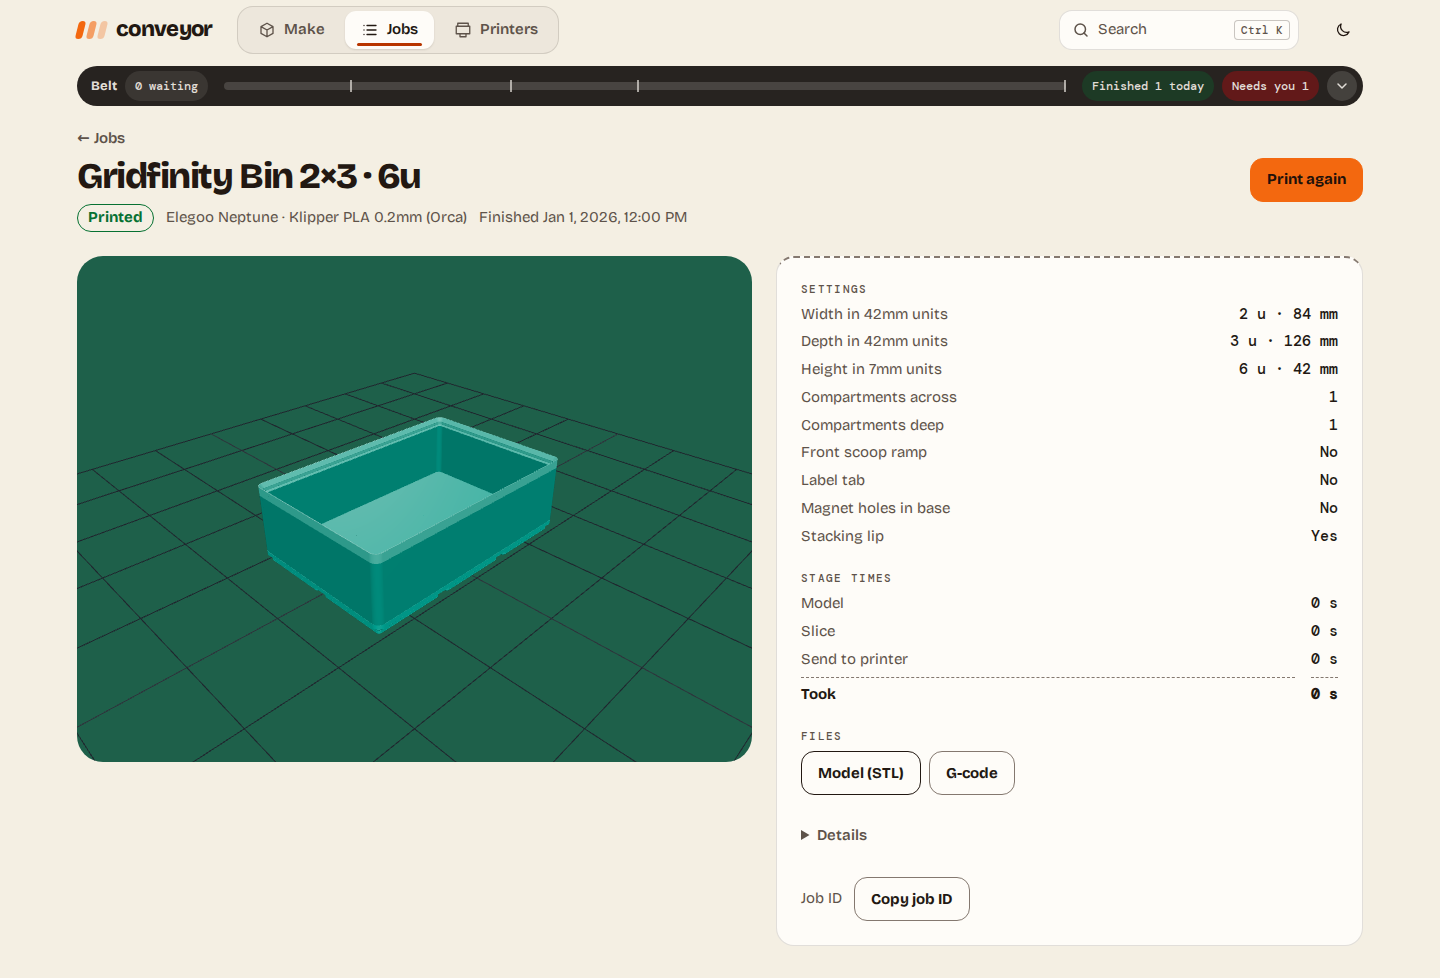 conveyor
Make
Jobs
Printers
Search
Ctrl K
Belt
0 waiting
Finished 1 today
Needs you 1
← Jobs
Gridfinity Bin 2×3 · 6u
Print again
Printed
Elegoo Neptune · Klipper PLA 0.2mm (Orca)
Finished Jan 1, 2026, 12:00 PM
SETTINGS
Width in 42mm units 2 u · 84 mm
Depth in 42mm units 3 u · 126 mm
Height in 7mm units 6 u · 42 mm
Compartments across 1
Compartments deep 1
Front scoop ramp No
Label tab No
Magnet holes in base No
Stacking lip Yes
STAGE TIMES
Model 0 s
Slice 0 s
Send to printer 0 s
Took 0 s
FILES
Model (STL)
G-code
Details
Job ID
Copy job ID